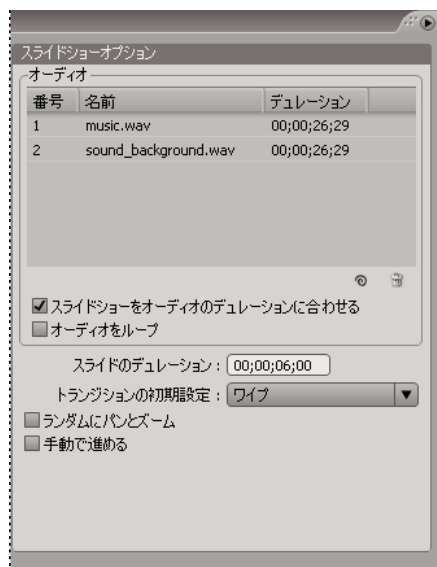 スライドショーオプション
オーディオ
番号 名前 デュレーション
1 music.wav 00;00;26;29
2 sound_background.wav 00;00;26;29
スライドショーをオーディオのデュレーションに合わせる
オーディオをループ
スライドのデュレーション : 00;00;06;00
トランジションの初期設定 : ワイプ
ランダムにパンとズーム
手動で進める